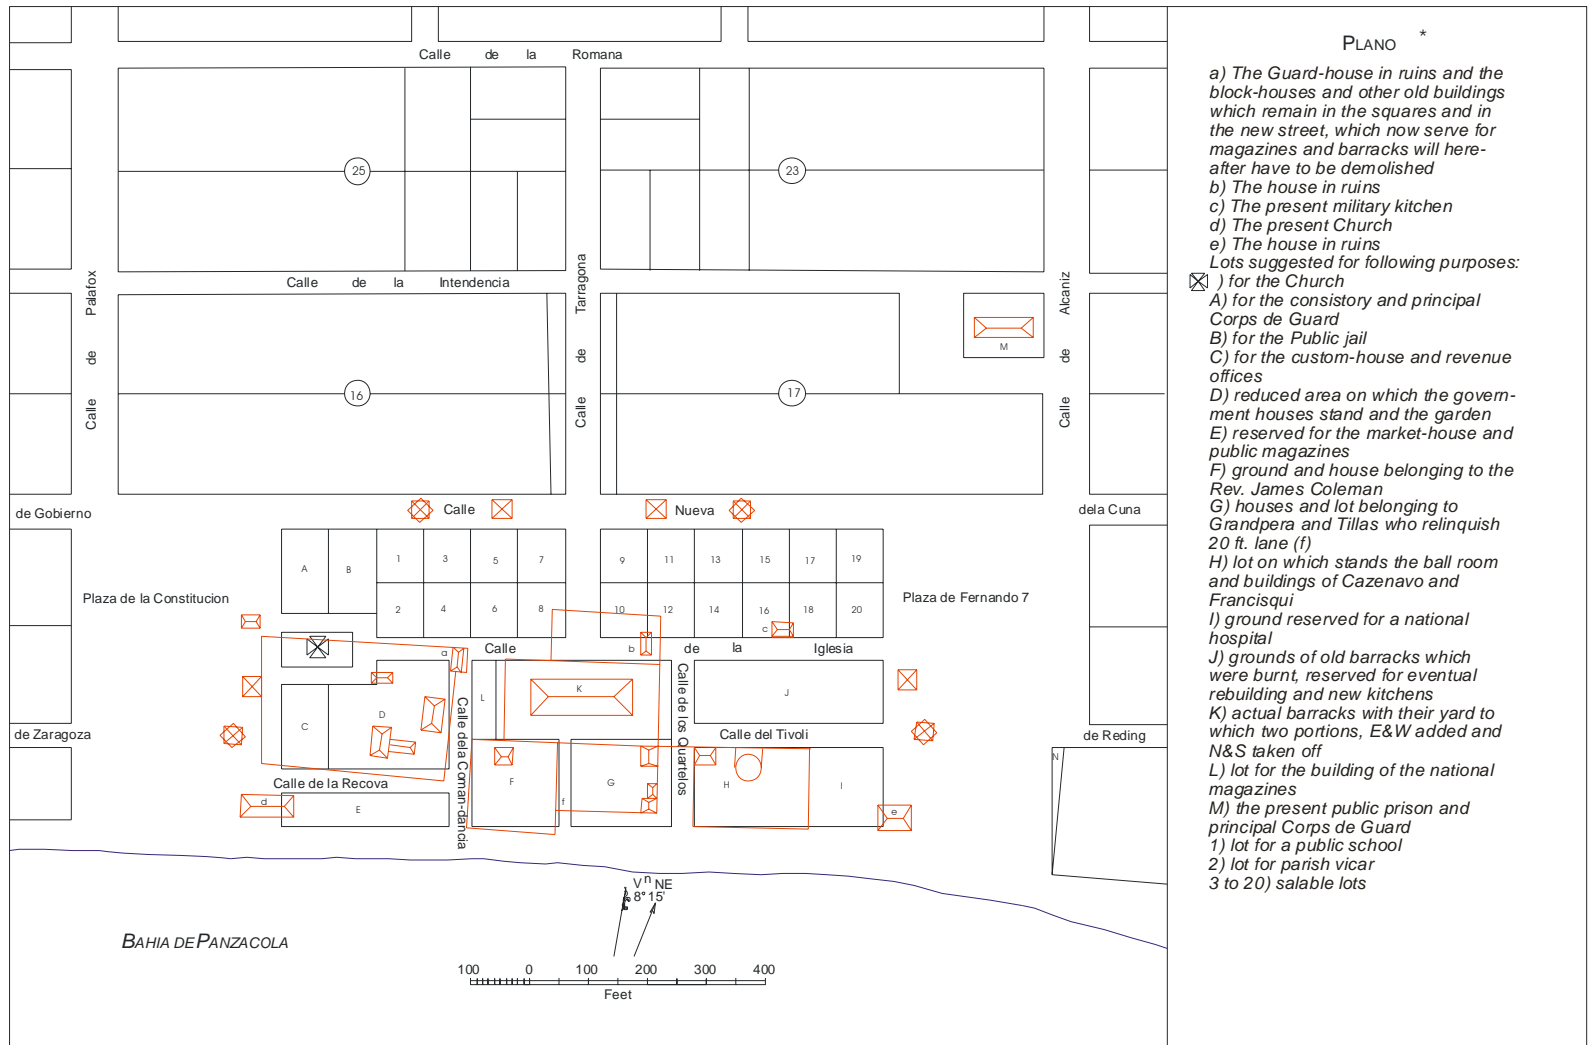 Calle de la Romana
25
23
Calle de la Intendencia
Calle de Palafox
Calle de Tarragona
Calle de Alcaniz
M
16
17
de Gobierno
Calle Nueva
dela Cuna
A
B
1
3
5
7
9
11
13
15
17
19
Plaza de la Constitucion
2
4
6
8
10
12
14
16
18
20
Plaza de Fernando 7
c
a
Calle de la Iglesia
b
L
K
J
C
D
de Zaragoza
Calle dela Coman-dancia
Calle de los Quartelos
Calle del Tivoli
de Reding
N
Calle de la Recova
F
G
H
I
d
E
f
e
Vn NE
8° 15'
BAHIA DE PANZACOLA
100 0 100 200 300 400
Feet
PLANO *
a) The Guard-house in ruins and the
block-houses and other old buildings
which remain in the squares and in
the new street, which now serve for
magazines and barracks will here-
after have to be demolished
b) The house in ruins
c) The present military kitchen
d) The present Church
e) The house in ruins
Lots suggested for following purposes:
) for the Church
A) for the consistory and principal
Corps de Guard
B) for the Public jail
C) for the custom-house and revenue
offices
D) reduced area on which the govern-
ment houses stand and the garden
E) reserved for the market-house and
public magazines
F) ground and house belonging to the
Rev. James Coleman
G) houses and lot belonging to
Grandpera and Tillas who relinquish
20 ft. lane (f)
H) lot on which stands the ball room
and buildings of Cazenavo and
Francisqui
I) ground reserved for a national
hospital
J) grounds of old barracks which
were burnt, reserved for eventual
rebuilding and new kitchens
K) actual barracks with their yard to
which two portions, E&W added and
N&S taken off
L) lot for the building of the national
magazines
M) the present public prison and
principal Corps de Guard
1) lot for a public school
2) lot for parish vicar
3 to 20) salable lots